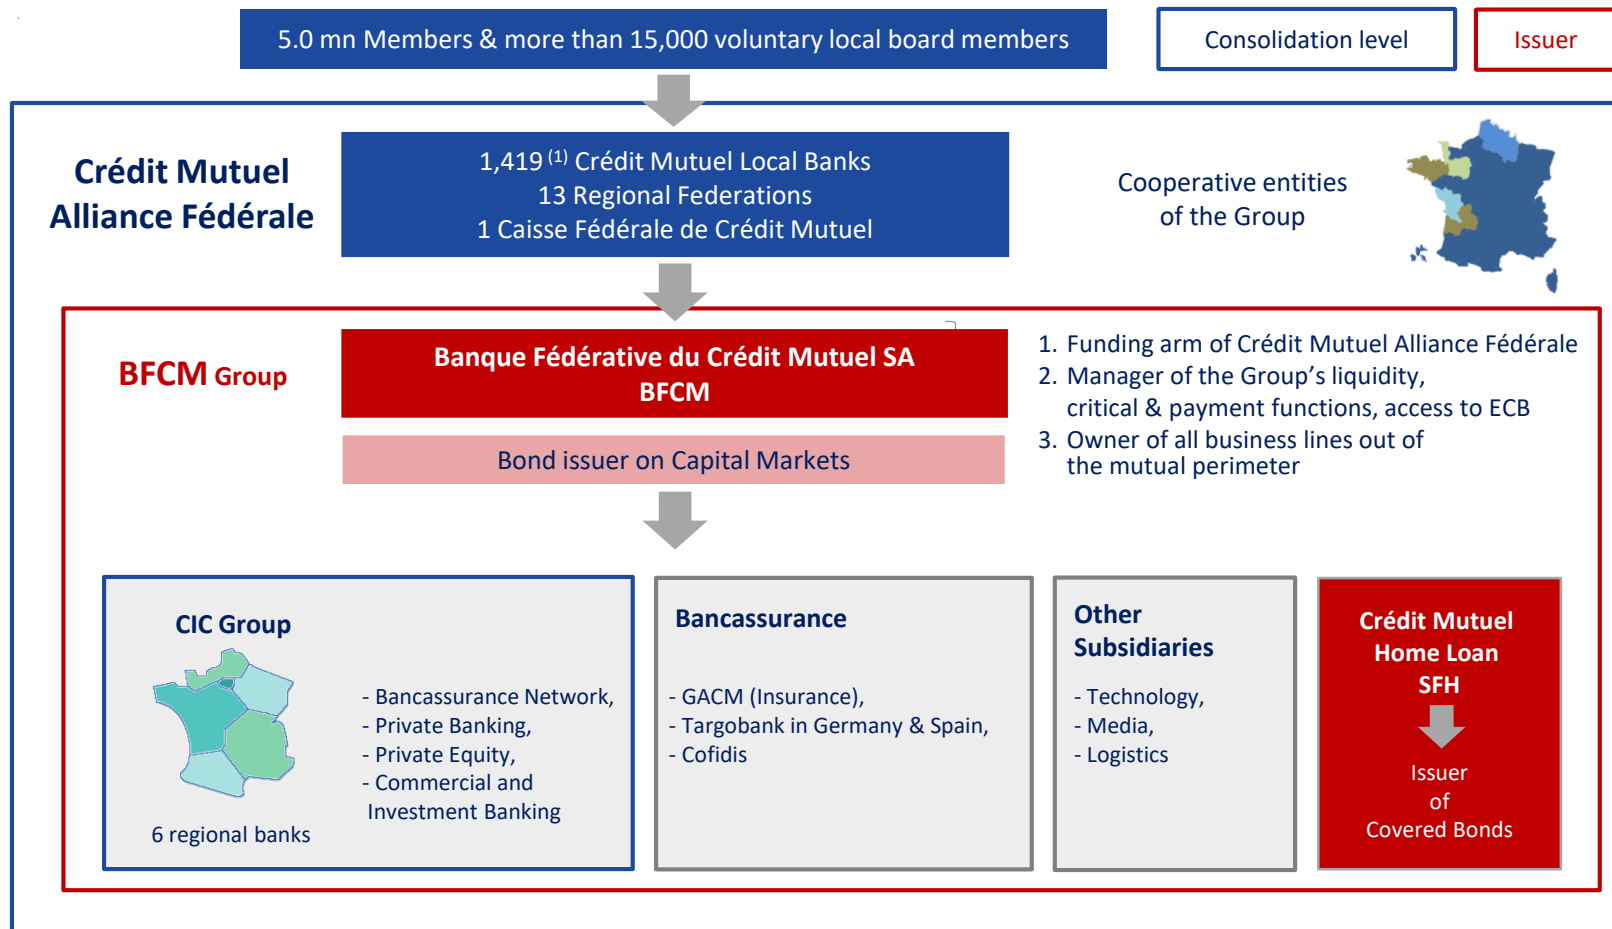 5.0 mn Members & more than 15,000 voluntary local board members
Consolidation level
Issuer
Crédit Mutuel
Alliance Fédérale
1,419 (1) Crédit Mutuel Local Banks
13 Regional Federations
1 Caisse Fédérale de Crédit Mutuel
Cooperative entities
of the Group
BFCM Group
Banque Fédérative du Crédit Mutuel SA
BFCM
Bond issuer on Capital Markets
1. Funding arm of Crédit Mutuel Alliance Fédérale
2. Manager of the Group’s liquidity,
critical & payment functions, access to ECB
3. Owner of all business lines out of
the mutual perimeter
CIC Group
6 regional banks
- Bancassurance Network,
- Private Banking,
- Private Equity,
- Commercial and
Investment Banking
Bancassurance
- GACM (Insurance),
- Targobank in Germany & Spain,
- Cofidis
Other
Subsidiaries
- Technology,
- Media,
- Logistics
Crédit Mutuel
Home Loan
SFH
Issuer
of
Covered Bonds